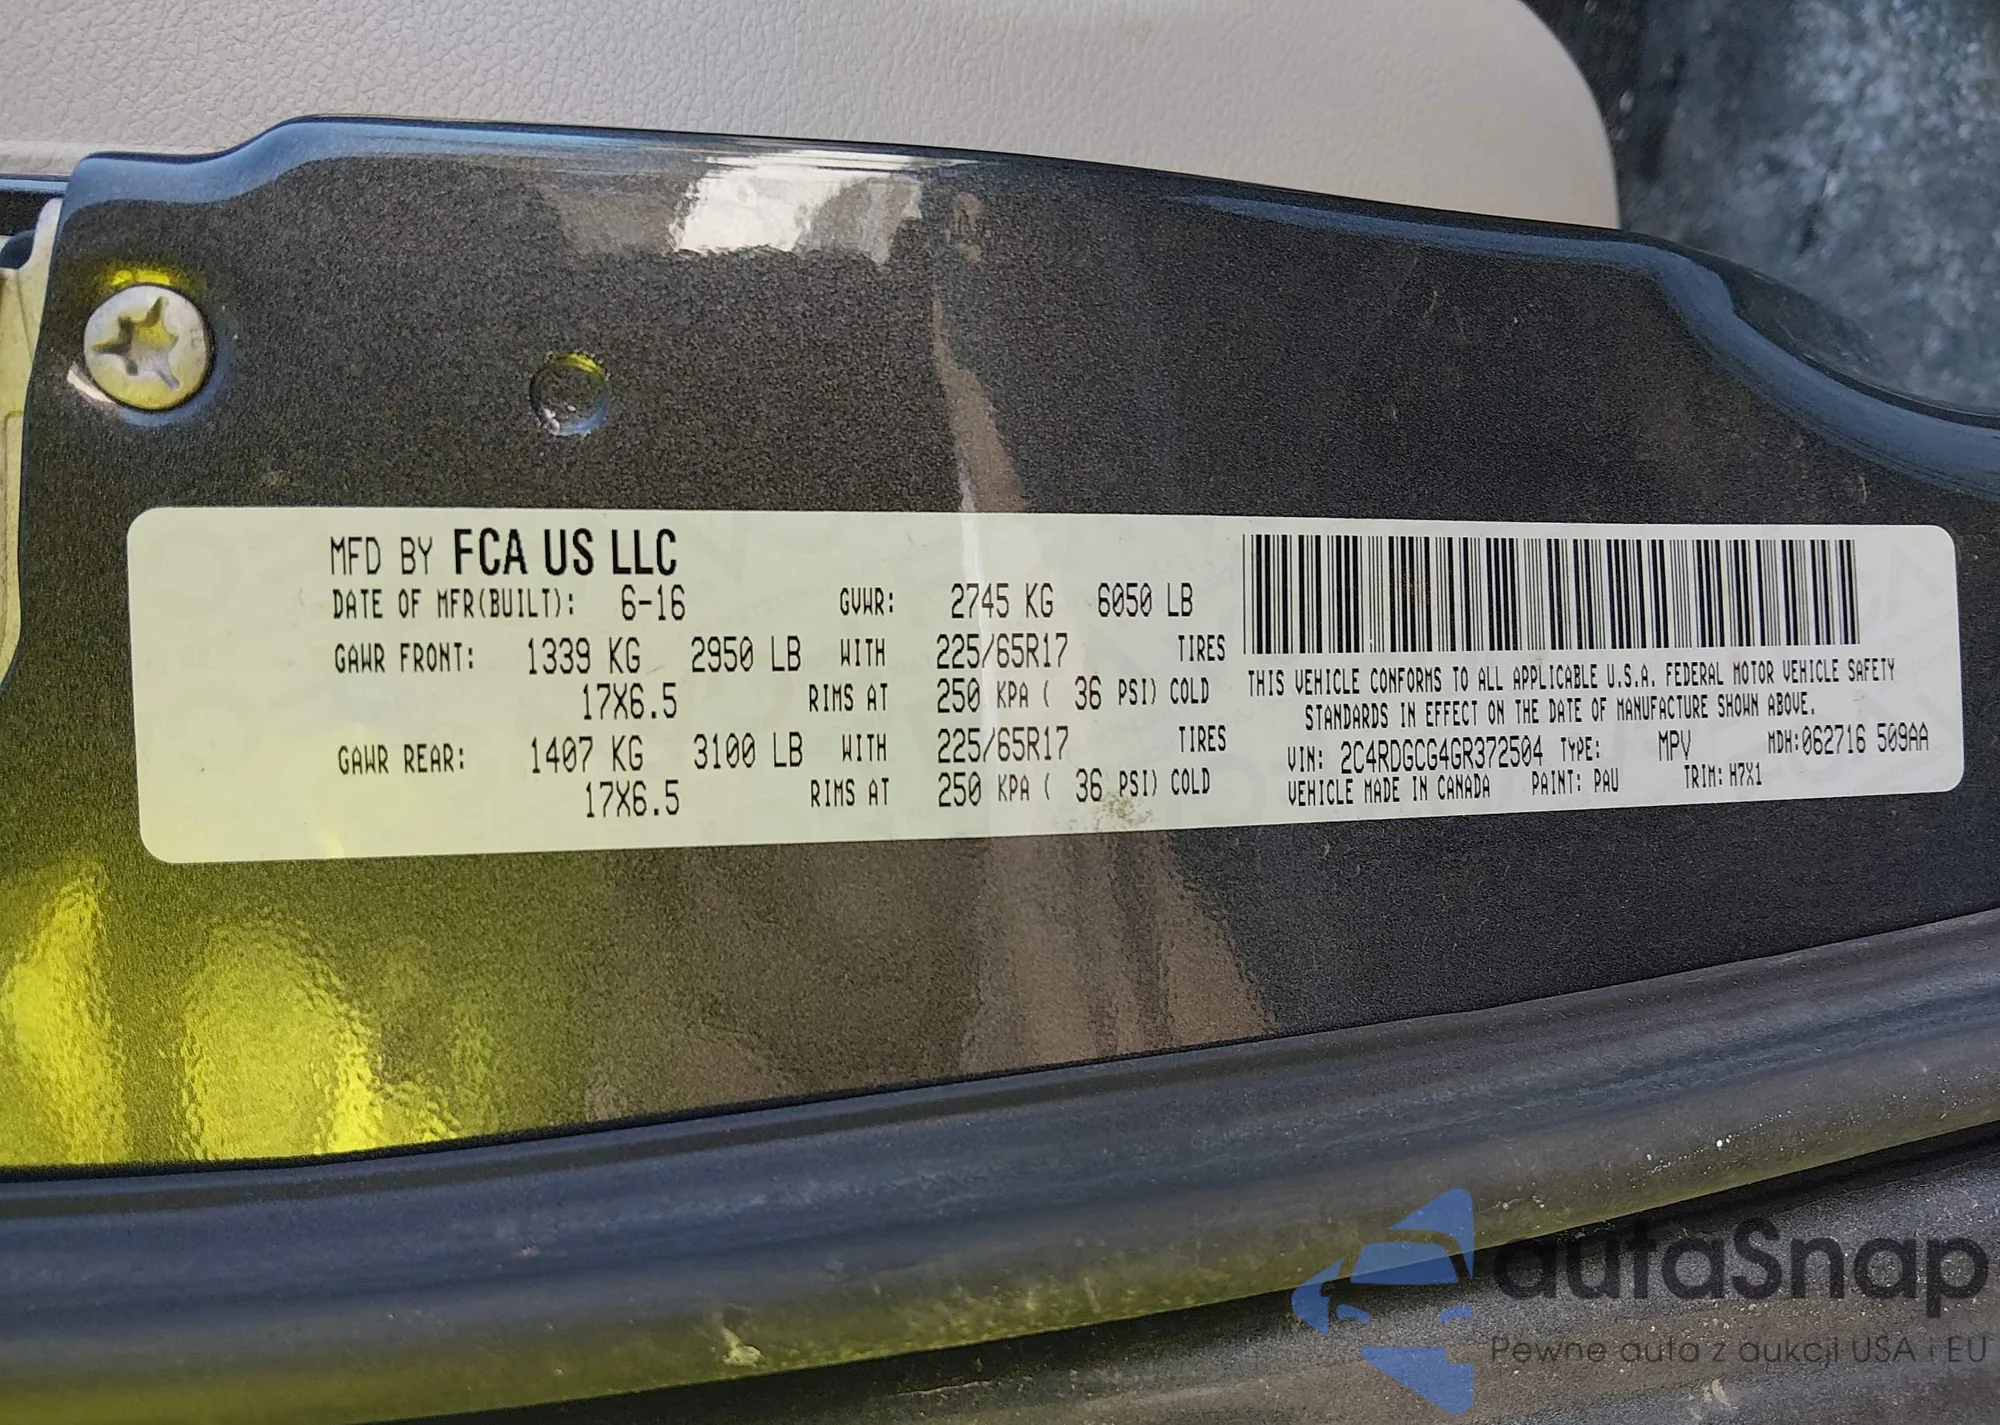 MFD BY FCA US LLC
DATE OF MFR(BUILT): 6-16 GVWR: 2745 KG 6050 LB
GAWR FRONT: 1339 KG 2950 LB WITH 225/65R17 TIRES
17X6.5 RIMS AT 250 KPA ( 36 PSI) COLD
GAWR REAR: 1407 KG 3100 LB WITH 225/65R17 TIRES
17X6.5 RIMS AT 250 KPA ( 36 PSI) COLD
THIS VEHICLE CONFORMS TO ALL APPLICABLE U.S.A. FEDERAL MOTOR VEHICLE SAFETY
STANDARDS IN EFFECT ON THE DATE OF MANUFACTURE SHOWN ABOVE.
VIN: 2C4RDGCG4GR372504 TYPE: MPV MDH:062716 509AA
VEHICLE MADE IN CANADA PAINT: PAU TRIM: H7X1
autaSnap
Pewne auta z aukcji USA i EU